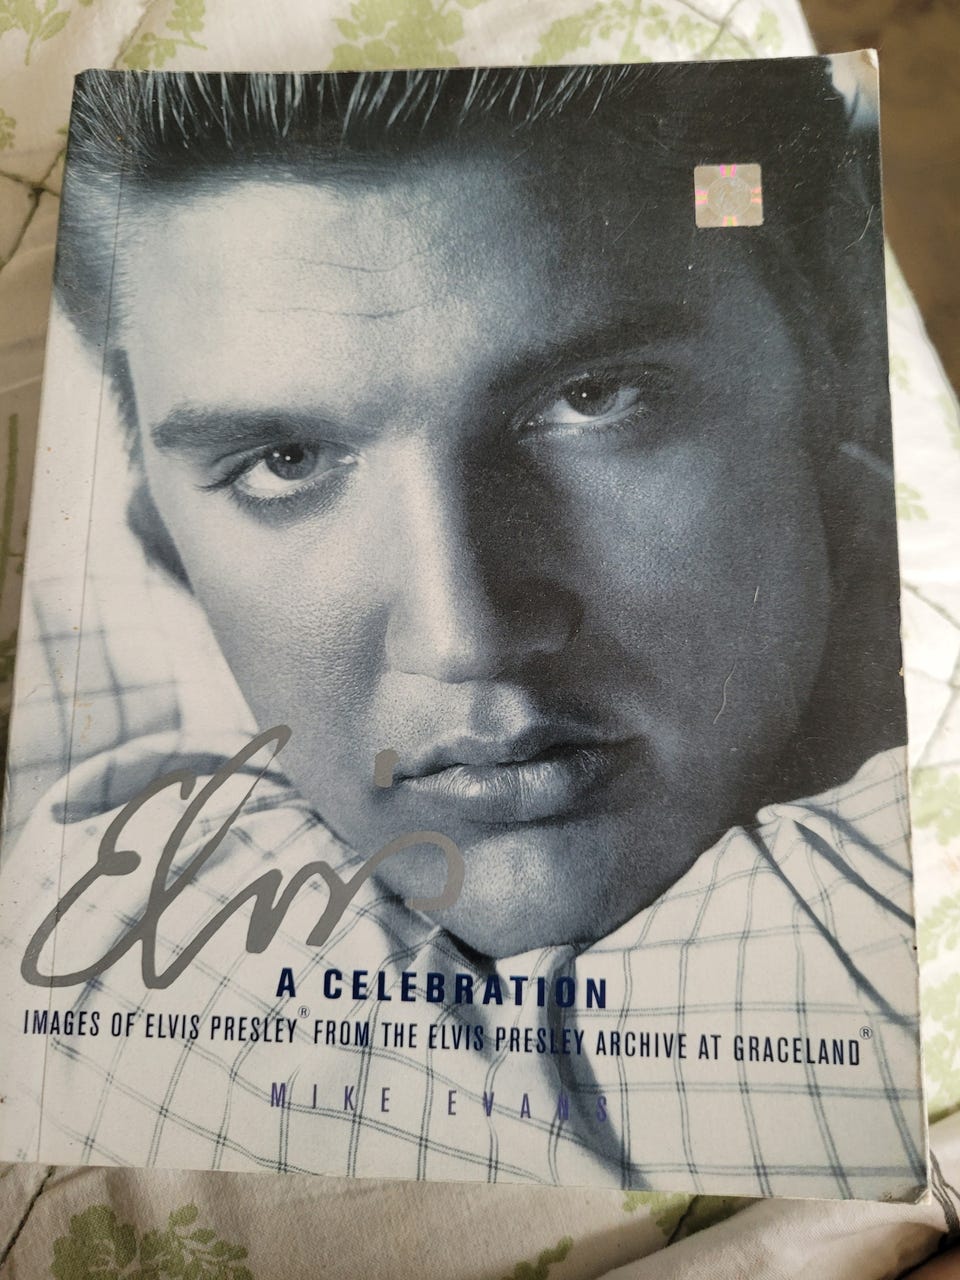 Elvis
A CELEBRATION
IMAGES OF ELVIS PRESLEY® FROM THE ELVIS PRESLEY ARCHIVE AT GRACELAND®
MIKE EVANS